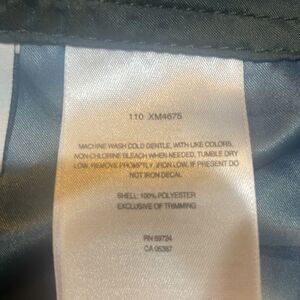 110 XM4675
MACHINE WASH COLD GENTLE, WITH LIKE COLORS,
NON-CHLORINE BLEACH WHEN NEEDED, TUMBLE DRY
LOW, REMOVE PROMPTLY, IRON LOW, IF PRESENT DO
NOT IRON DECAL.
SHELL: 100% POLYESTER
EXCLUSIVE OF TRIMMING
RN 69724
CA 05367